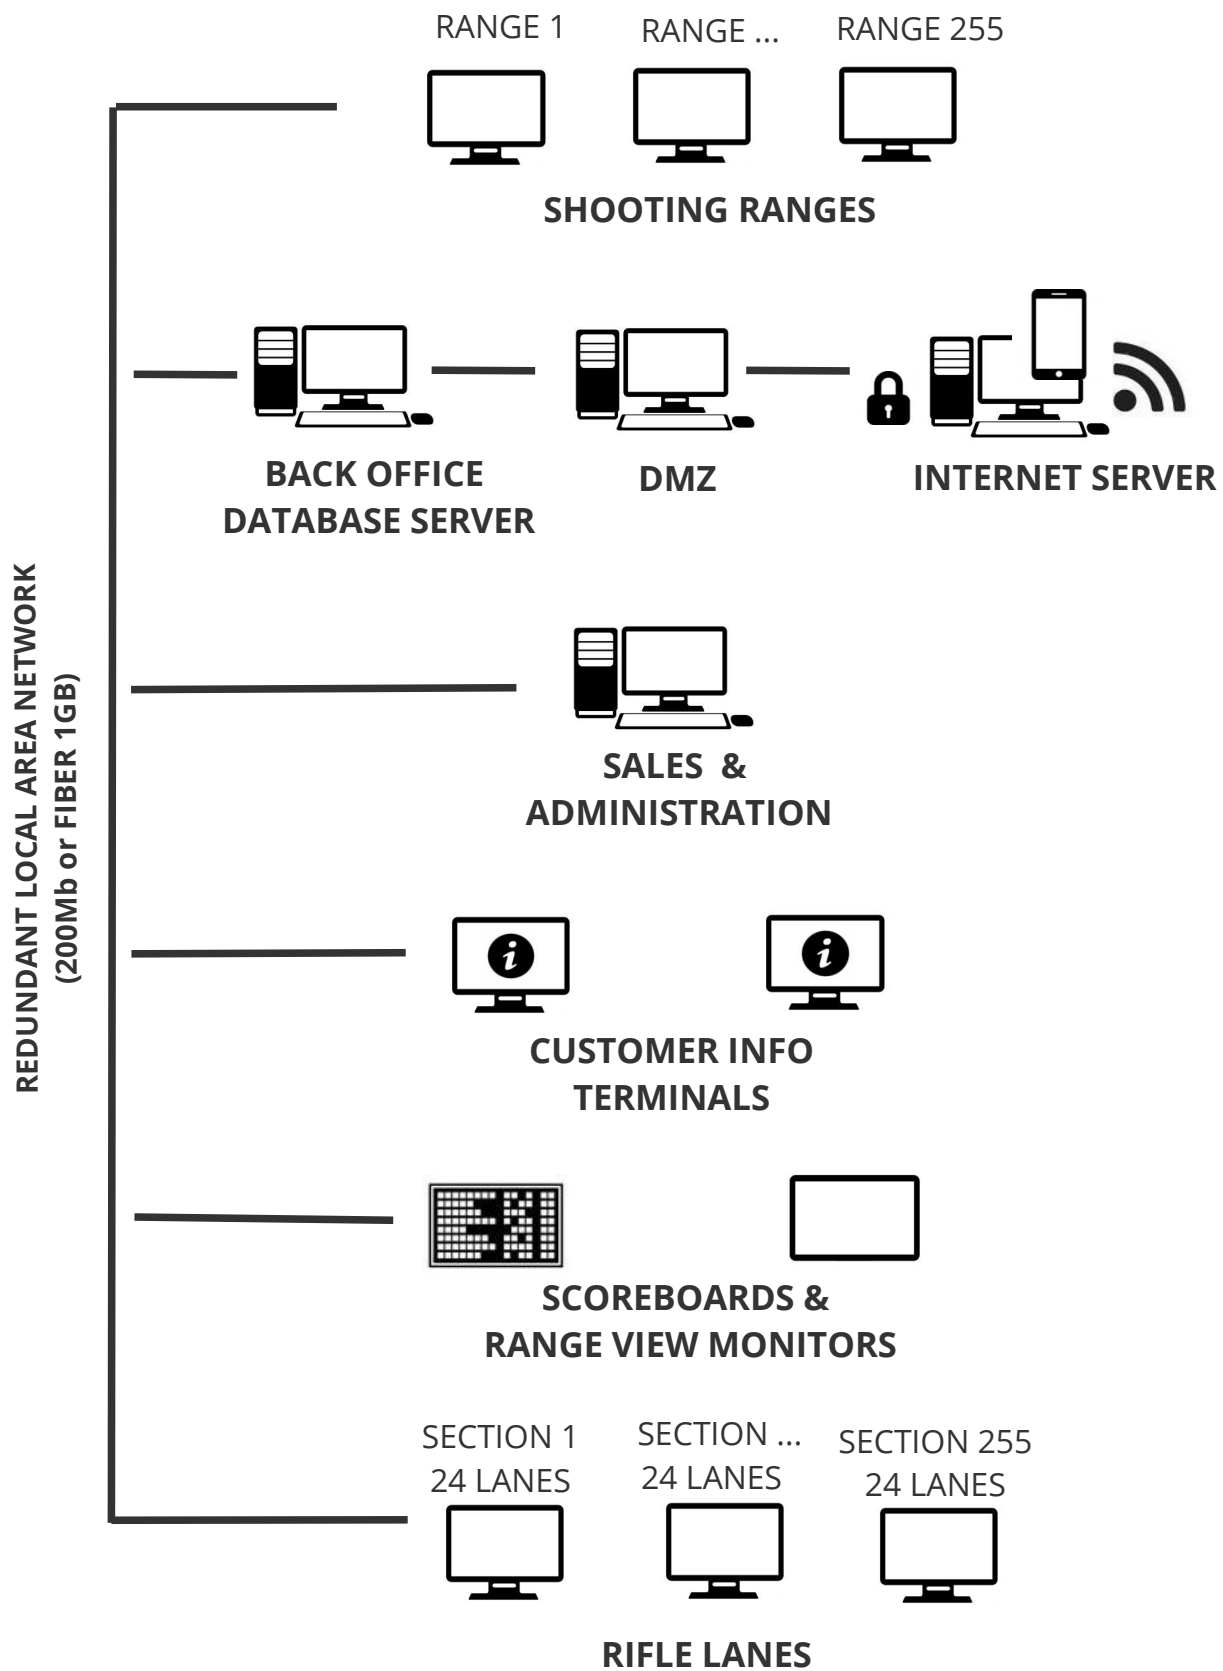 RANGE 1
RANGE ...
RANGE 255
SHOOTING RANGES
BACK OFFICE
DATABASE SERVER
DMZ
INTERNET SERVER
REDUNDANT LOCAL AREA NETWORK
(200Mb or FIBER 1GB)
SALES &
ADMINISTRATION
i
i
CUSTOMER INFO
TERMINALS
SCOREBOARDS &
RANGE VIEW MONITORS
SECTION 1
24 LANES
SECTION ...
24 LANES
SECTION 255
24 LANES
RIFLE LANES